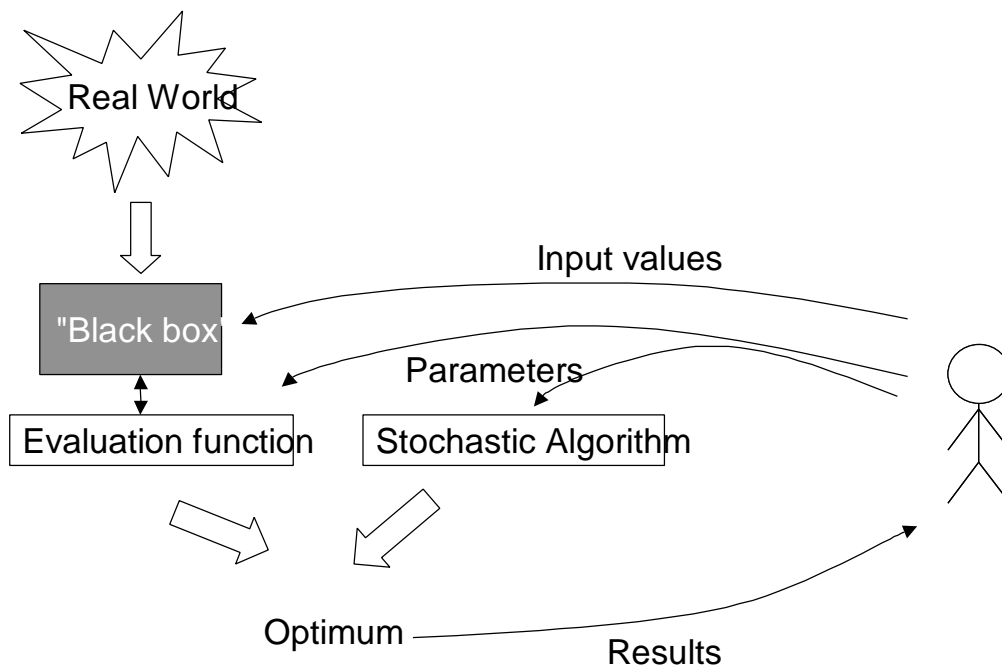 Real World
Input values
"Black box"
Parameters
Evaluation function
Stochastic Algorithm
Optimum
Results